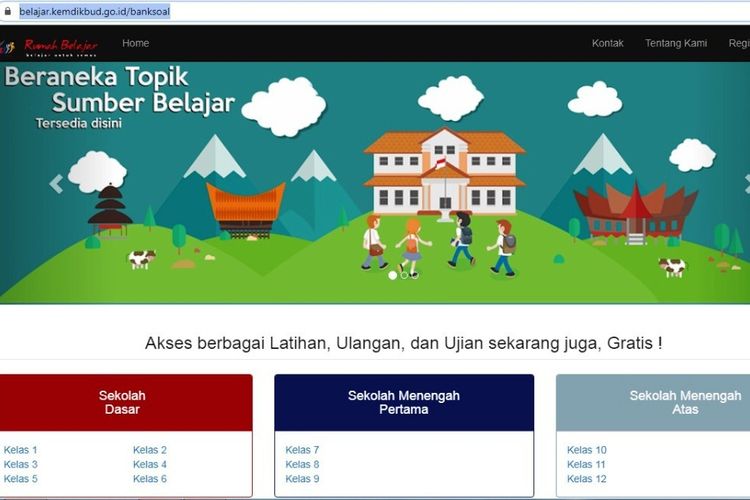 belajar.kemdikbud.go.id/banksoal
Rumah Belajar
belajar untuk semua
Home
Kontak
Tentang Kami
Regi
Beraneka Topik
Sumber Belajar
Tersedia disini
Akses berbagai Latihan, Ulangan, dan Ujian sekarang juga, Gratis !
Sekolah
Dasar
Kelas 1 Kelas 2
Kelas 3 Kelas 4
Kelas 5 Kelas 6
Sekolah Menengah
Pertama
Kelas 7
Kelas 8
Kelas 9
Sekolah Menengah
Atas
Kelas 10
Kelas 11
Kelas 12